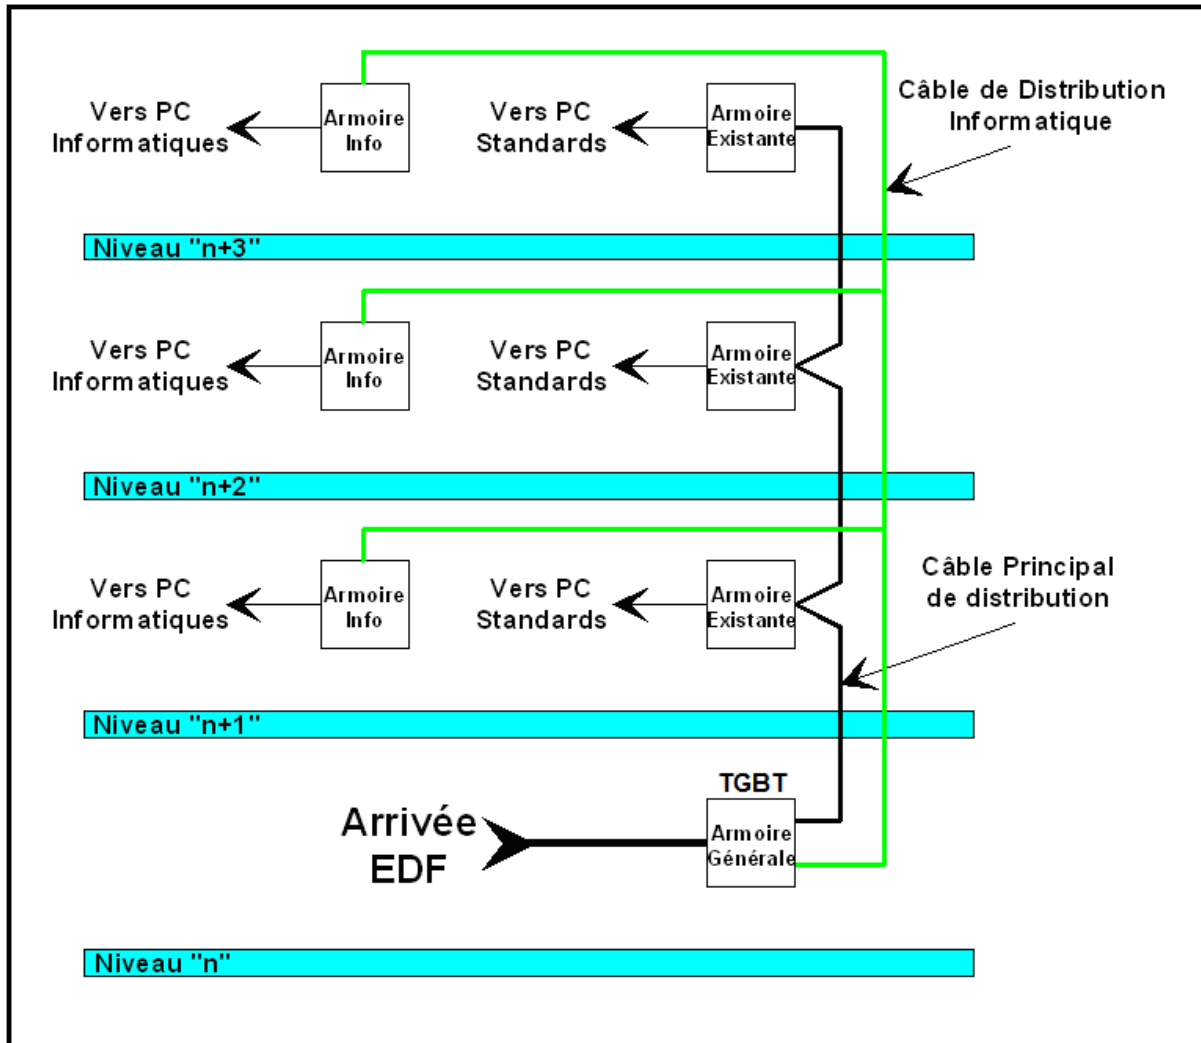 Vers PC
Informatiques
Armoire
Info
Vers PC
Standards
Armoire
Existante
Câble de Distribution
Informatique
Niveau "n+3"
Vers PC
Informatiques
Armoire
Info
Vers PC
Standards
Armoire
Existante
Niveau "n+2"
Vers PC
Informatiques
Armoire
Info
Vers PC
Standards
Armoire
Existante
Câble Principal
de distribution
Niveau "n+1"
TGBT
Arrivée
EDF
Armoire
Générale
Niveau "n"